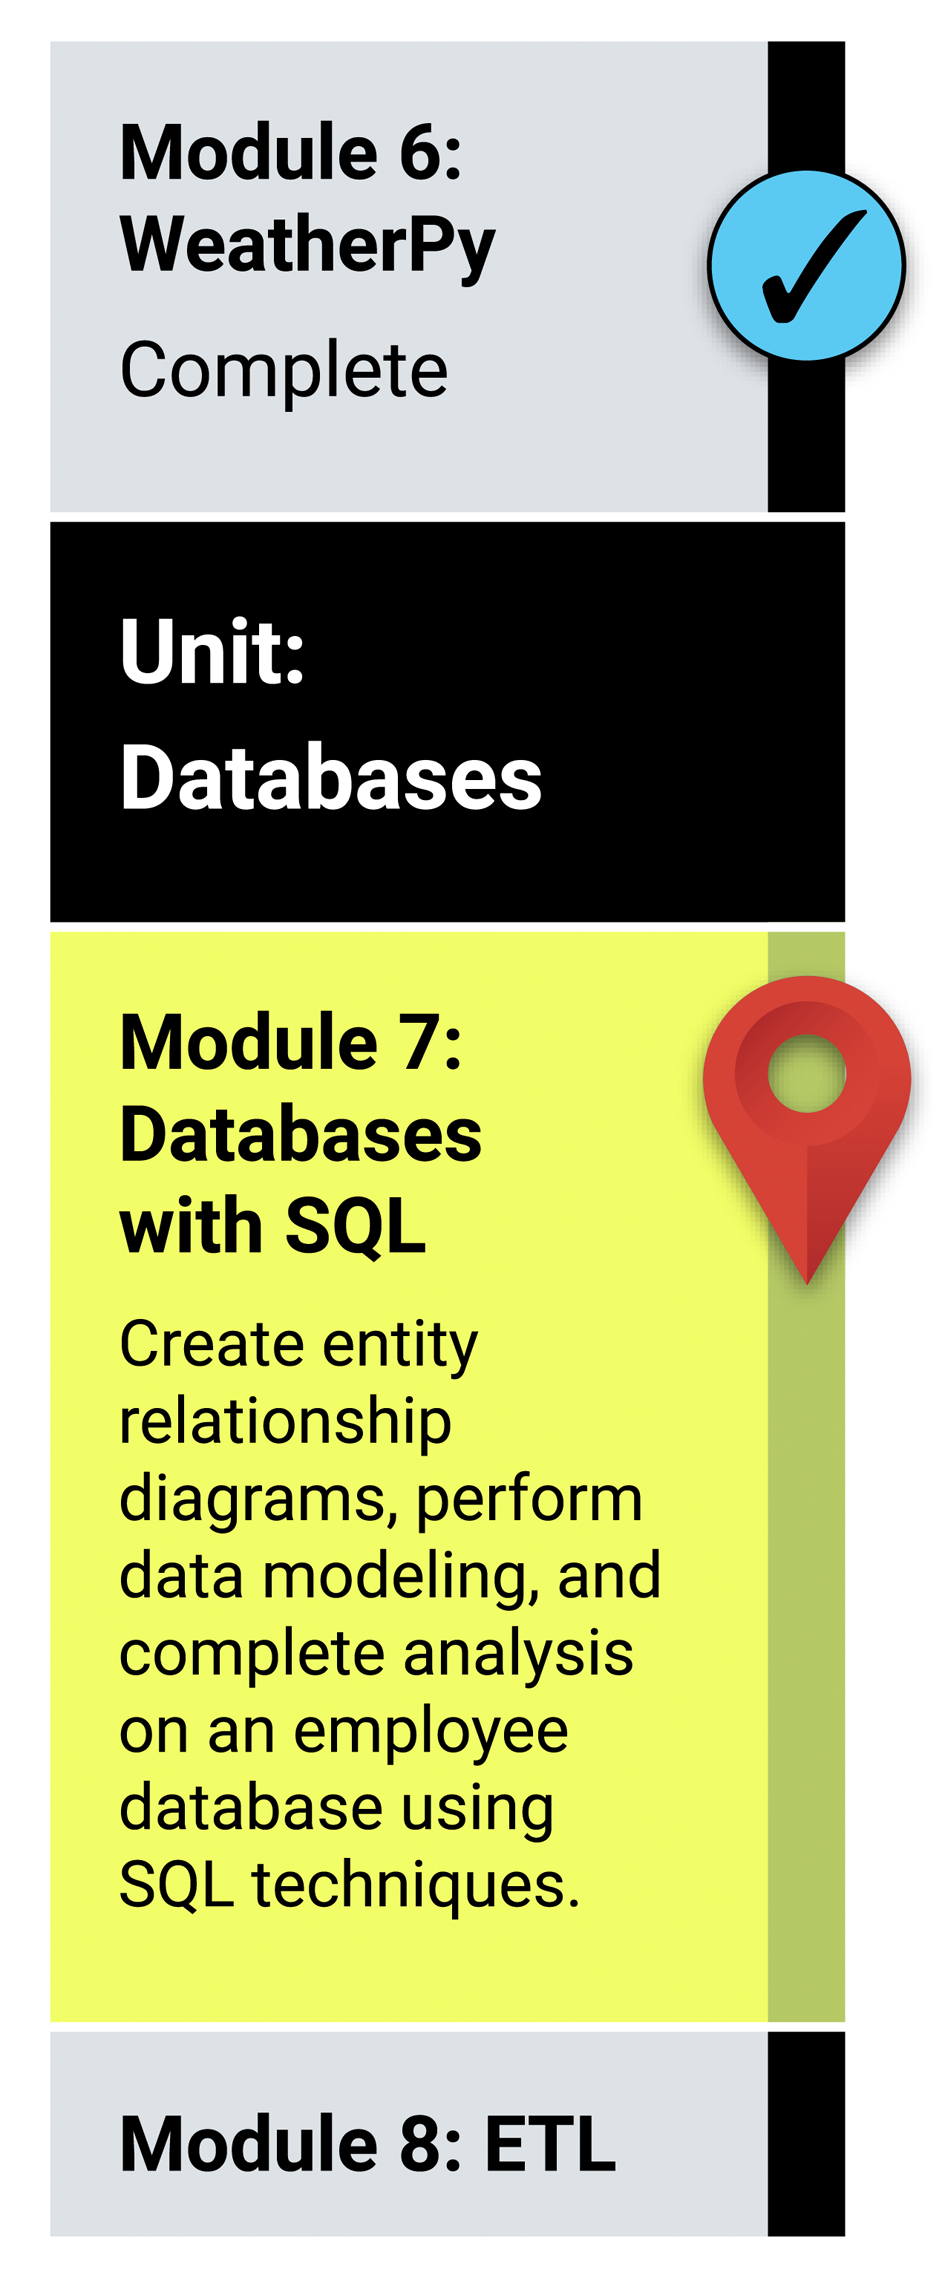 Module 6:
WeatherPy
Complete
Unit:
Databases
Module 7:
Databases
with SQL
Create entity
relationship
diagrams, perform
data modeling, and
complete analysis
on an employee
database using
SQL techniques.
Module 8: ETL